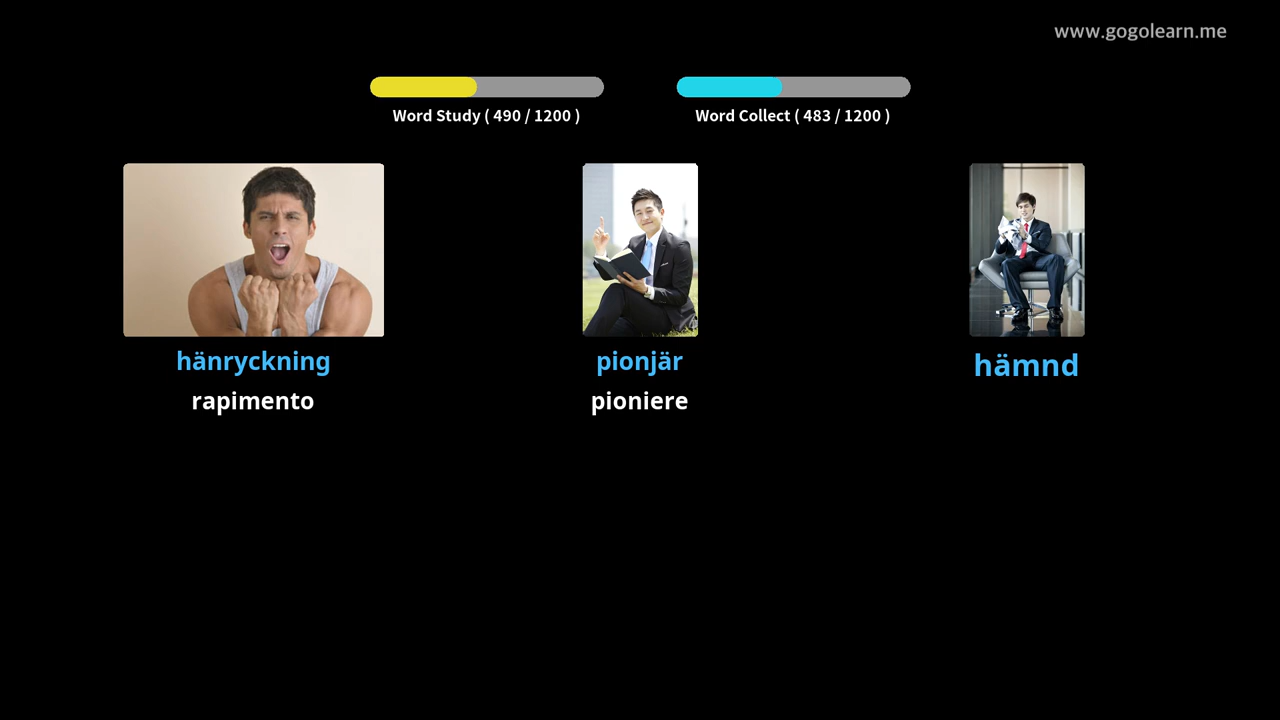 www.gogolearn.me
Word Study ( 490 / 1200 )
Word Collect ( 483 / 1200 )
hänryckning
pionjär
hämnd
rapimento
pioniere